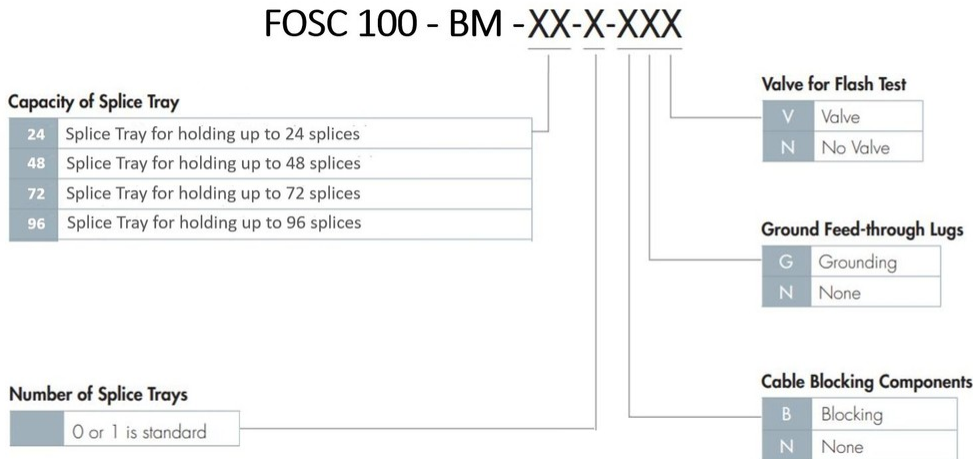 FOSC 100 - BM -XX-X-XXX
Capacity of Splice Tray
24 Splice Tray for holding up to 24 splices
48 Splice Tray for holding up to 48 splices
72 Splice Tray for holding up to 72 splices
96 Splice Tray for holding up to 96 splices
Number of Splice Trays
0 or 1 is standard
Valve for Flash Test
V Valve
N No Valve
Ground Feed-through Lugs
G Grounding
N None
Cable Blocking Components
B Blocking
N None